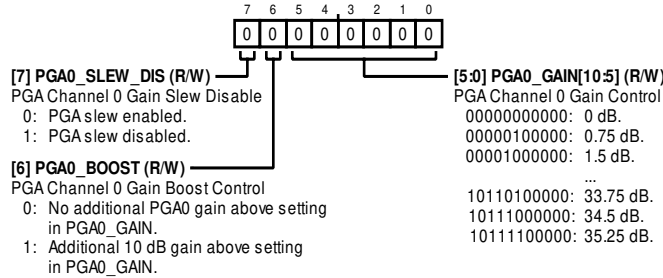 7 6 5 4 3 2 1 0
0 0 0 0 0 0 0 0
[7] PGA0_SLEW_DIS (R/W)
PGA Channel 0 Gain Slew Disable
0: PGA slew enabled.
1: PGA slew disabled.
[6] PGA0_BOOST (R/W)
PGA Channel 0 Gain Boost Control
0: No additional PGA0 gain above setting
in PGA0_GAIN.
1: Additional 10 dB gain above setting
in PGA0_GAIN.
[5:0] PGA0_GAIN[10:5] (R/W)
PGA Channel 0 Gain Control
00000000000: 0 dB.
00000100000: 0.75 dB.
00001000000: 1.5 dB.
...
10110100000: 33.75 dB.
10111000000: 34.5 dB.
10111100000: 35.25 dB.